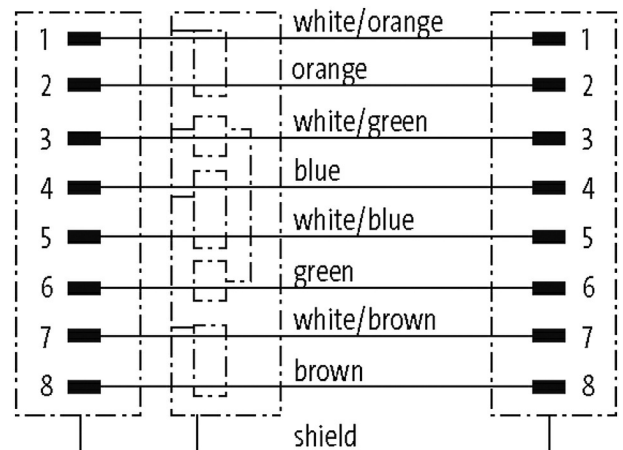 1 white/orange 1
2 orange 2
3 white/green 3
4 blue 4
5 white/blue 5
6 green 6
7 white/brown 7
8 brown 8
shield